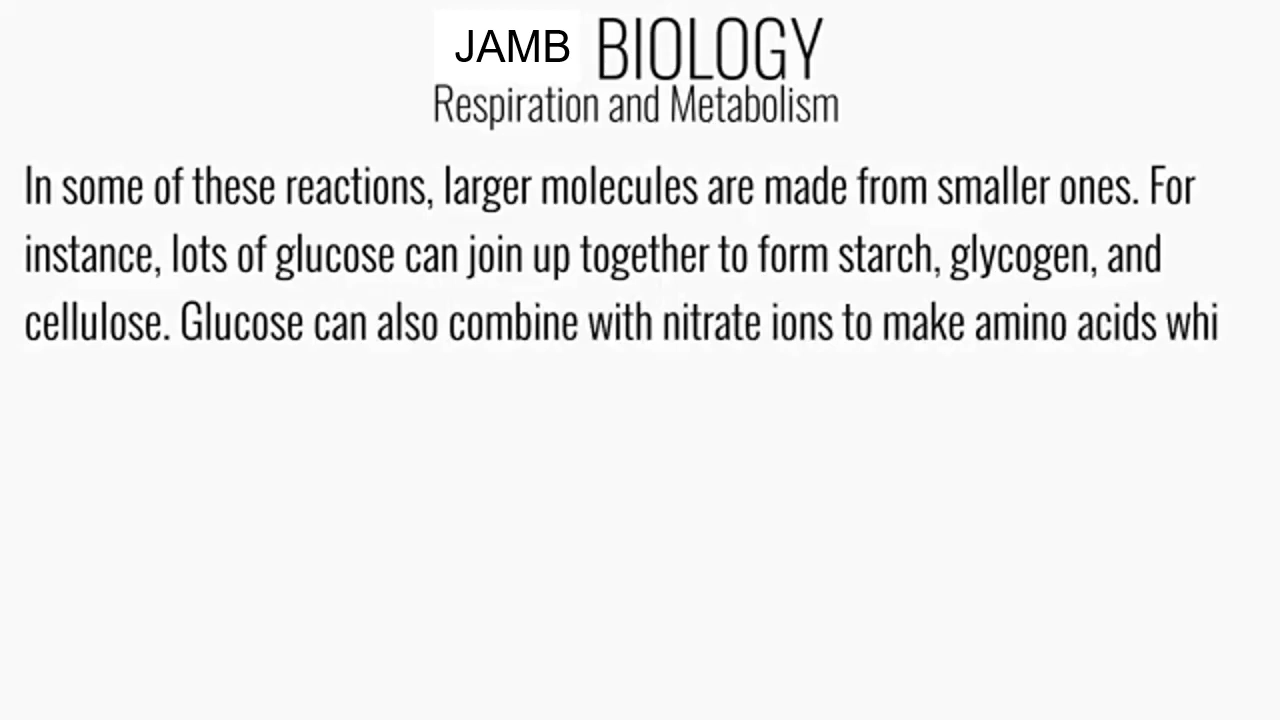 JAMB BIOLOGY
Respiration and Metabolism
In some of these reactions, larger molecules are made from smaller ones. For
instance, lots of glucose can join up together to form starch, glycogen, and
cellulose. Glucose can also combine with nitrate ions to make amino acids whi